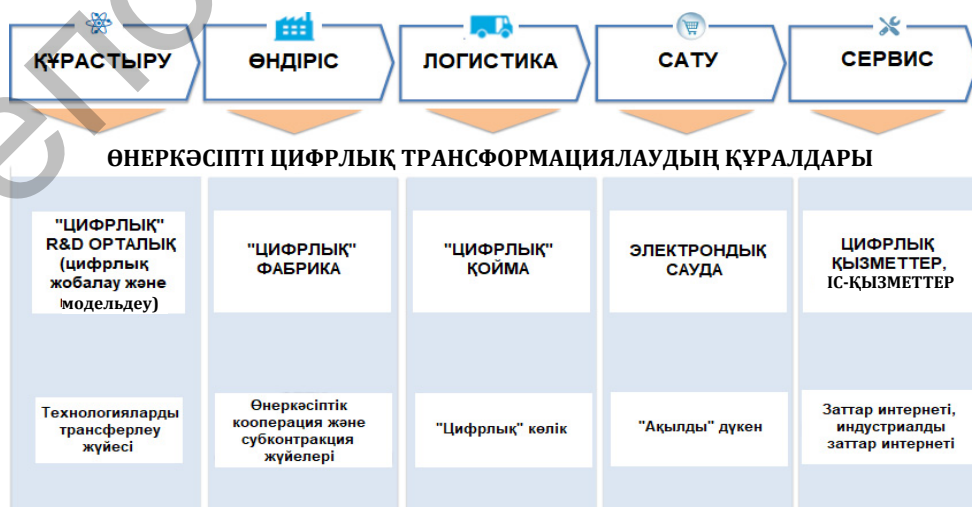 ҚҰРАСТЫРУ
ӨНДІРІС
ЛОГИСТИКА
САТУ
СЕРВИС
ӨНЕРКӘСІПТІ ЦИФРЛЫҚ ТРАНСФОРМАЦИЯЛАУДЫҢ ҚҰРАЛДАРЫ
"ЦИФРЛЫҚ"
R&D ОРТАЛЫҚ
(цифрлық
жобалау және
модельдеу)
"ЦИФРЛЫҚ"
ФАБРИКА
"ЦИФРЛЫҚ"
ҚОЙМА
ЭЛЕКТРОНДЫҚ
САУДА
ЦИФРЛЫҚ
ҚЫЗМЕТТЕР,
ІС-ҚЫЗМЕТТЕР
Технологияларды
трансферлеу
жүйесі
Өнеркәсіптік
кооперация және
субконтракция
жүйелері
"Цифрлық" көлік
"Ақылды" дүкен
Заттар интернеті,
индустриалды
заттар интернеті